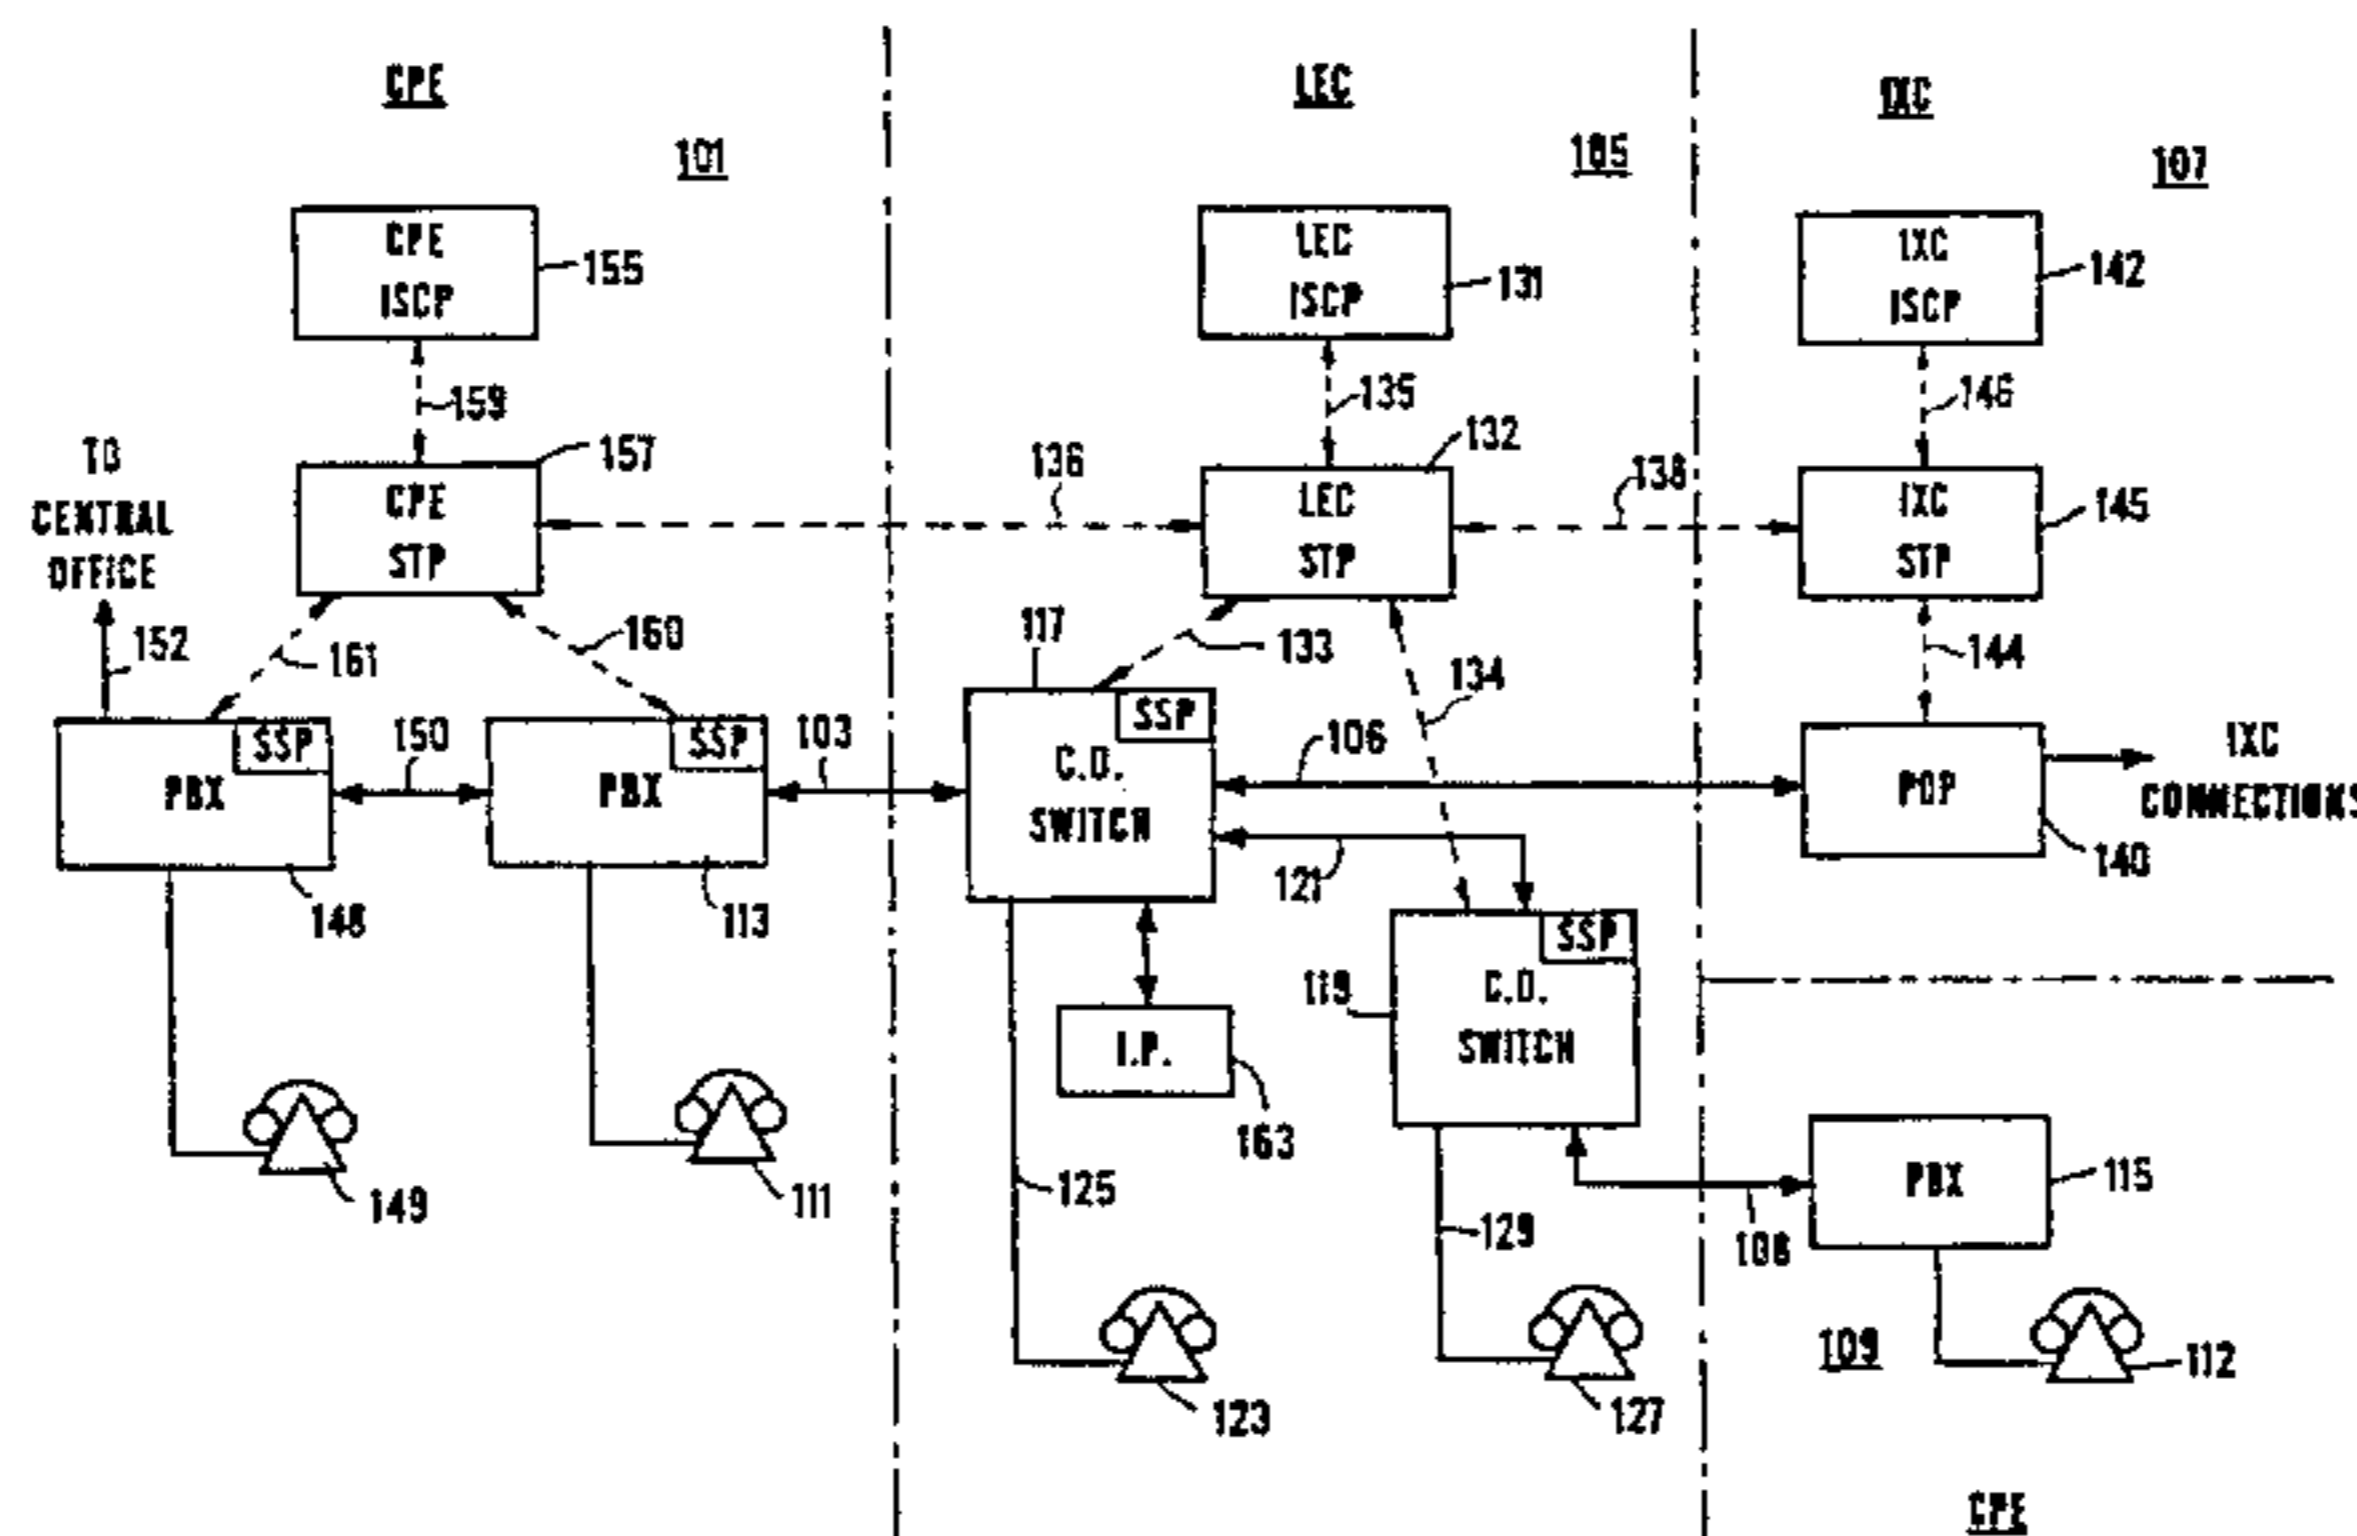 CPE
LEC
IXC
101
105
107
CPE
ISCP
155
LEC
ISCP
131
IXC
ISCP
142
159
135
146
TO
CENTRAL
OFFICE
157
CPE
STP
136
132
LEC
STP
138
145
IXC
STP
152
161
160
117
133
134
144
SSP
PBX
150
SSP
PBX
103
SSP
C.O.
SWITCH
106
POP
IXC
CONNECTIONS
140
148
113
121
119
SSP
C.O.
SWITCH
I.P.
163
149
111
125
129
108
PBX
115
109
112
123
127
CPE